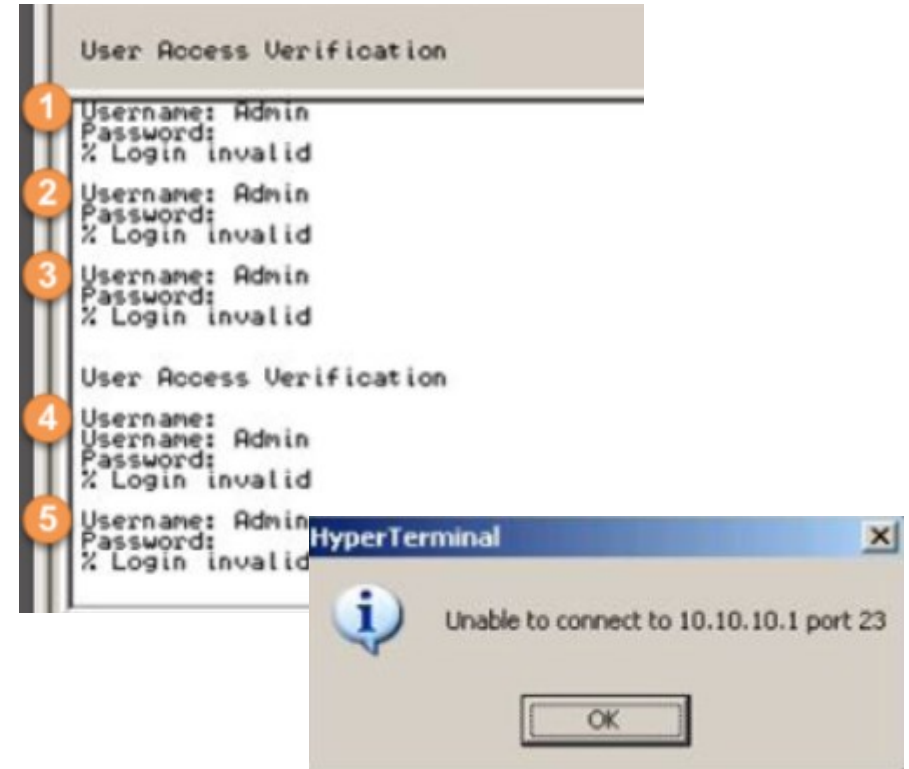 User Access Verification
1
Username: Admin
Password:
% Login invalid
2
Username: Admin
Password:
% Login invalid
3
Username: Admin
Password:
% Login invalid
User Access Verification
4
Username:
Username: Admin
Password:
% Login invalid
5
Username: Admin
Password:
% Login invalid
HyperTerminal
Unable to connect to 10.10.10.1 port 23
OK